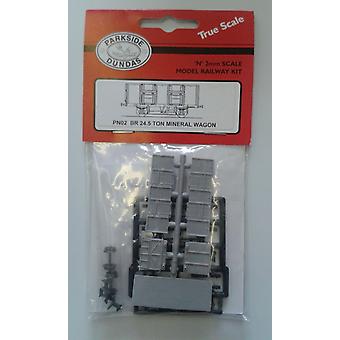 PARKSIDE
DUNDAS
True Scale
'N' 2mm SCALE
MODEL RAILWAY KIT
PN02 BR 24.5 TON MINERAL WAGON